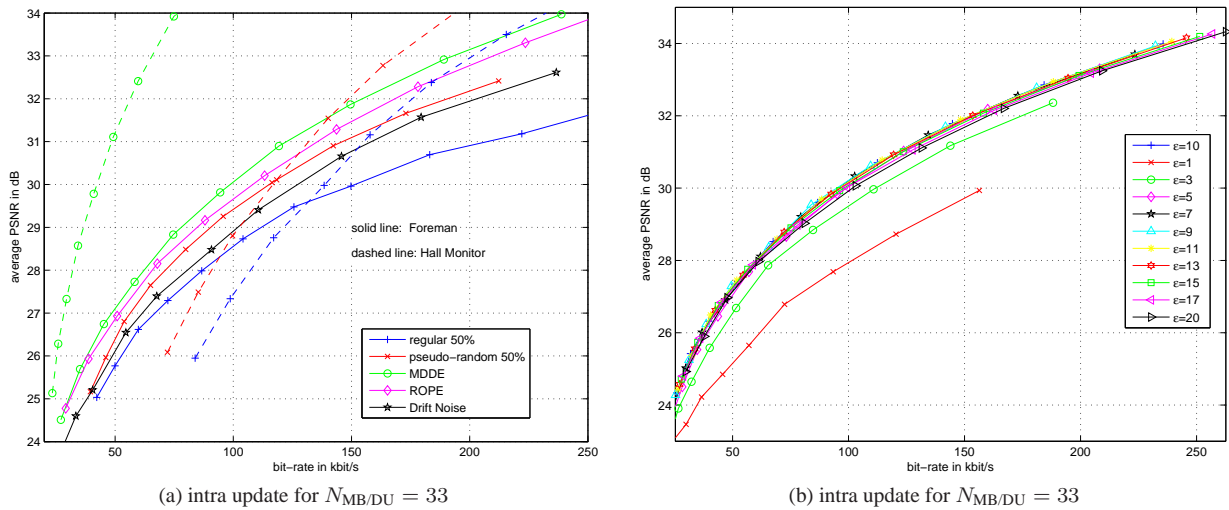 34
33
32
31
30
29
28
27
26
25
24
average PSNR in dB
50
100
150
200
250
bit−rate in kbit/s
solid line: Foreman
dashed line: Hall Monitor
regular 50%
pseudo−random 50%
MDDE
ROPE
Drift Noise
(a) intra update for N_MB/DU = 33
34
32
30
28
26
24
average PSNR in dB
50
100
150
200
250
bit−rate in kbit/s
ε=10
ε=1
ε=3
ε=5
ε=7
ε=9
ε=11
ε=13
ε=15
ε=17
ε=20
(b) intra update for N_MB/DU = 33